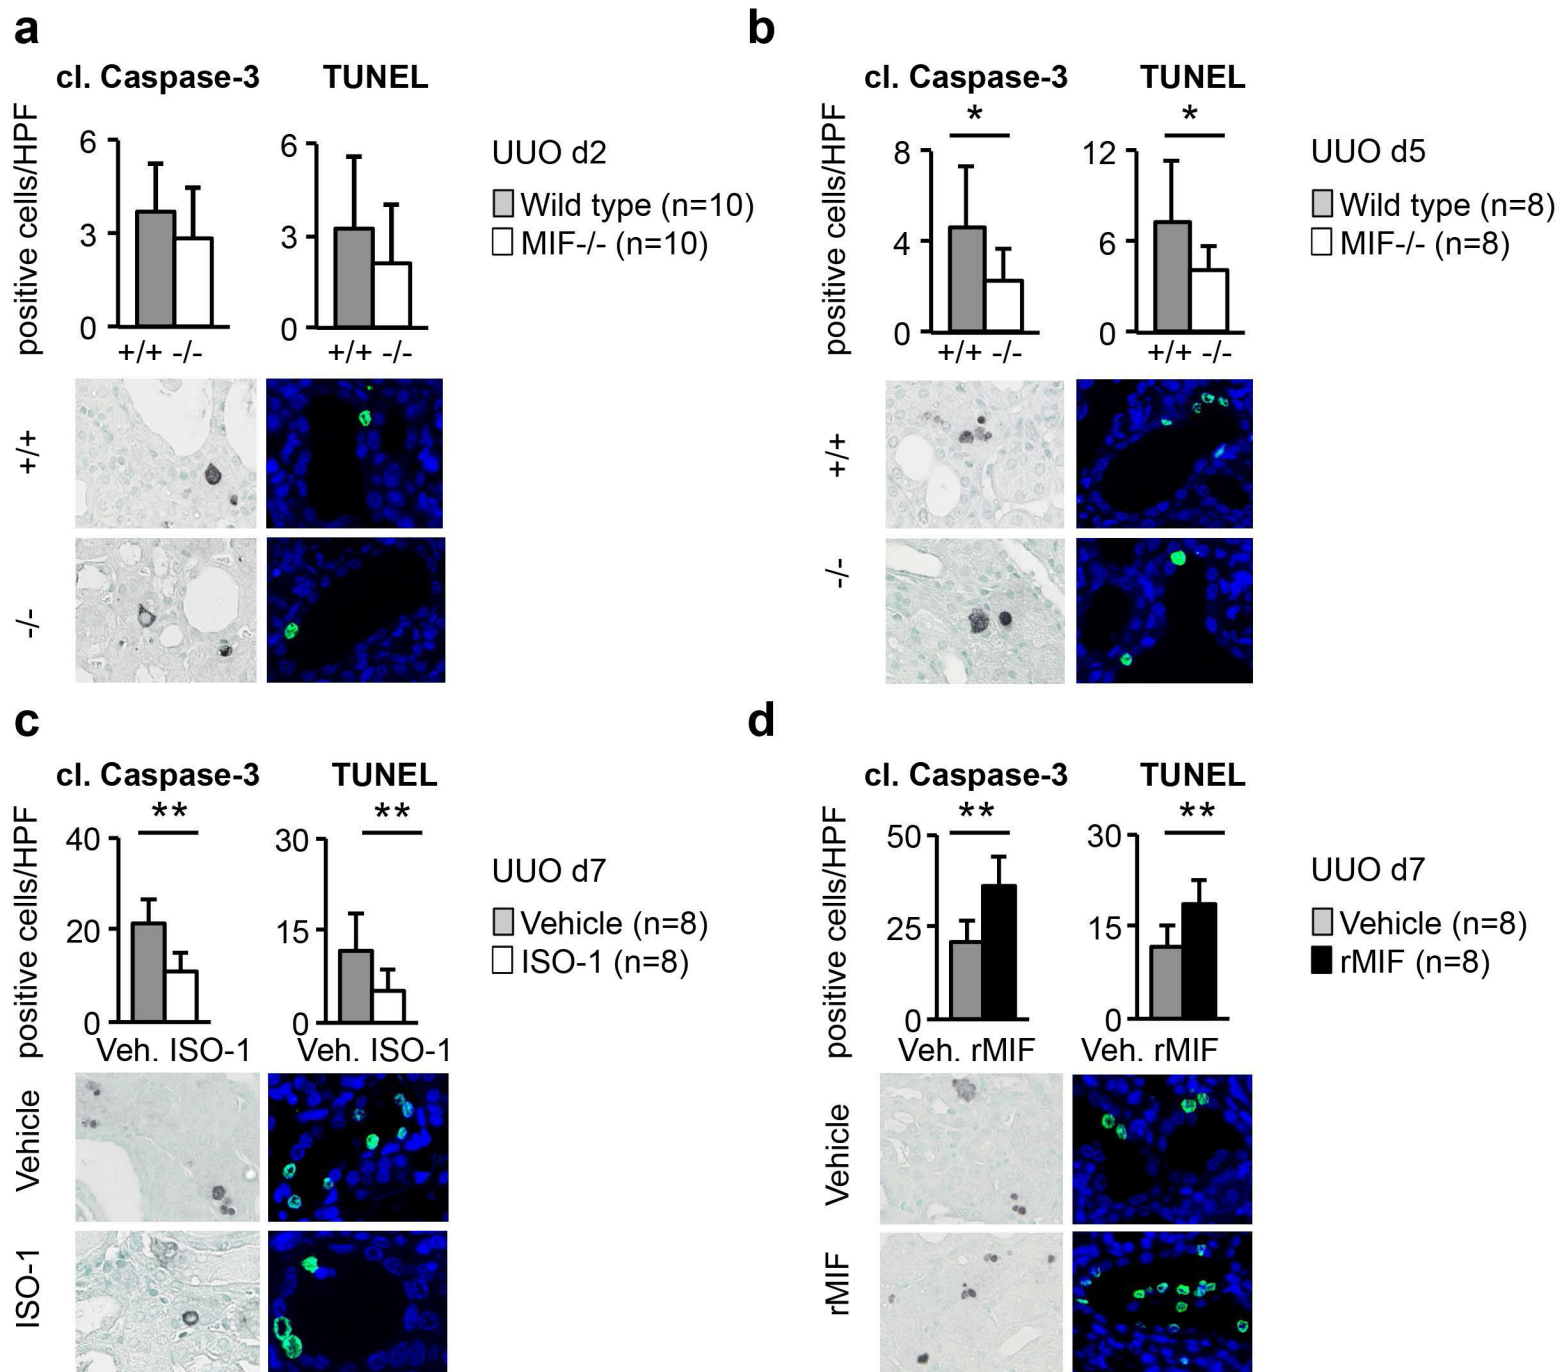 a
cl. Caspase-3 TUNEL
positive cells/HPF
6
3
0
+/+ -/-
6
3
0
+/+ -/-
UUO d2
Wild type (n=10)
MIF-/- (n=10)
+/+
-/-
b
cl. Caspase-3 TUNEL
positive cells/HPF
*
8
4
0
+/+ -/-
*
12
6
0
+/+ -/-
UUO d5
Wild type (n=8)
MIF-/- (n=8)
+/+
-/-
c
cl. Caspase-3 TUNEL
positive cells/HPF
**
40
20
0
Veh. ISO-1
**
30
15
0
Veh. ISO-1
UUO d7
Vehicle (n=8)
ISO-1 (n=8)
Vehicle
ISO-1
d
cl. Caspase-3 TUNEL
positive cells/HPF
**
50
25
0
Veh. rMIF
**
30
15
0
Veh. rMIF
UUO d7
Vehicle (n=8)
rMIF (n=8)
Vehicle
rMIF